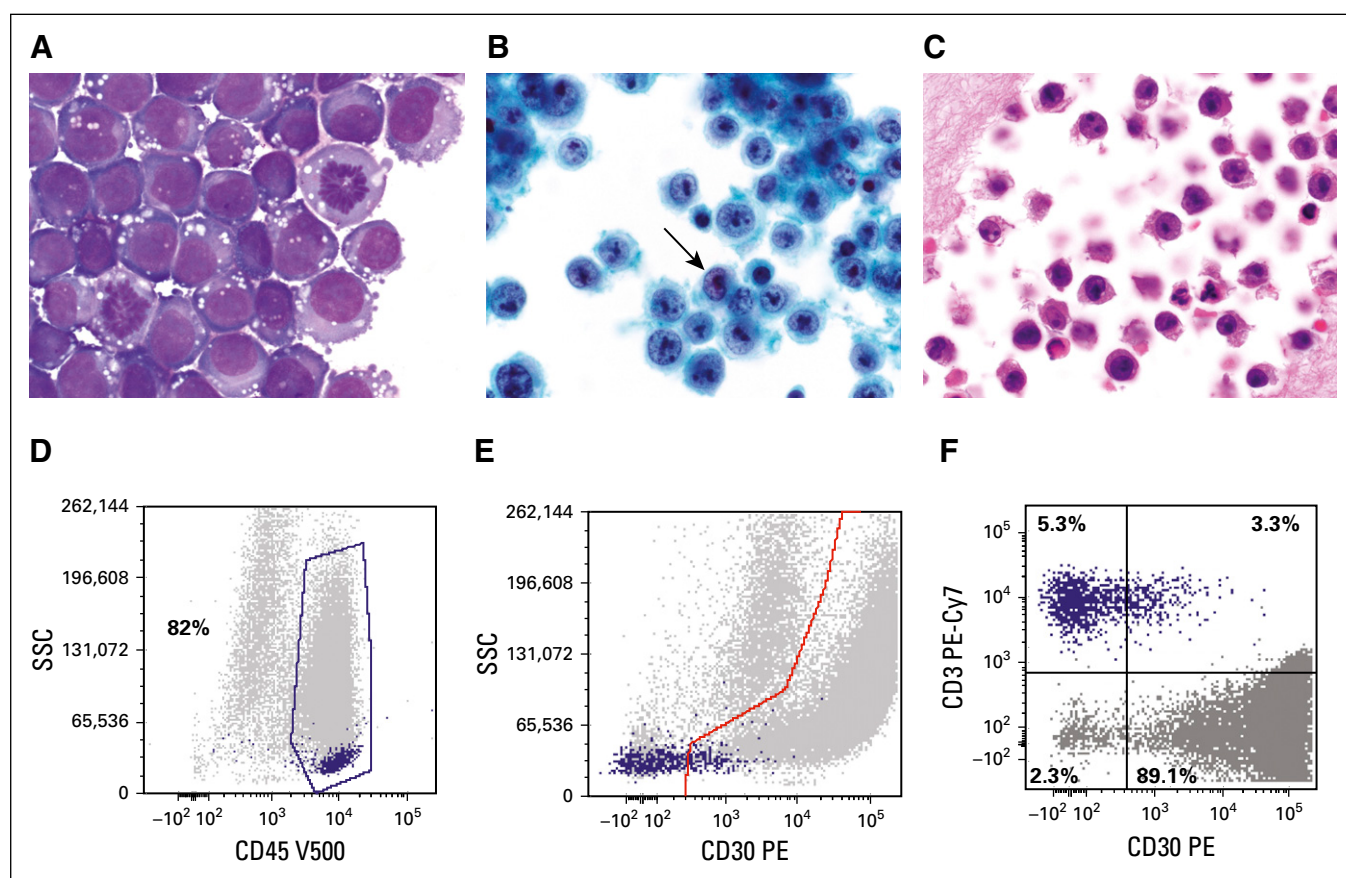 A
B
C
D
E
F
262,144
196,608
131,072
65,536
0
82%
SSC
−10² 10² 10³ 10⁴ 10⁵
CD45 V500
262,144
196,608
131,072
65,536
0
SSC
−10² 10² 10³ 10⁴ 10⁵
CD30 PE
5.3% 3.3%
10⁵
10⁴
10³
10²
−10²
2.3% 89.1%
CD3 PE-Cy7
−10² 10² 10³ 10⁴ 10⁵
CD30 PE